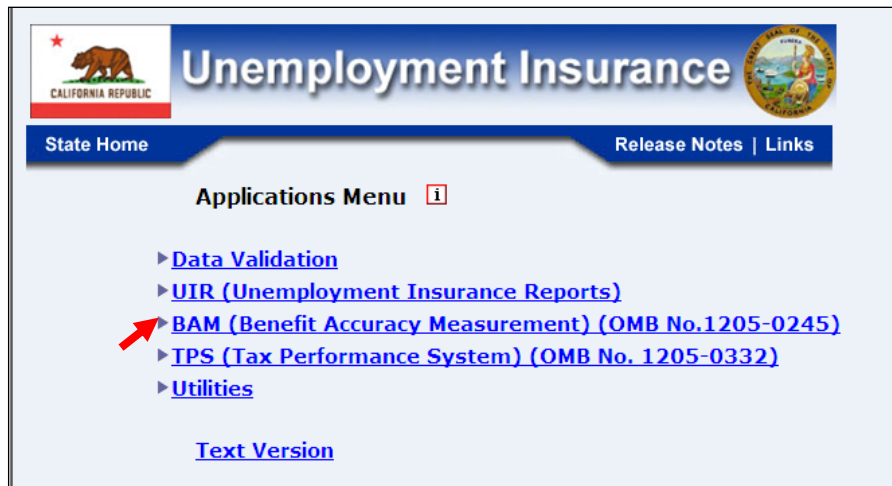 CALIFORNIA REPUBLIC
Unemployment Insurance
State Home
Release Notes | Links
Applications Menu i
Data Validation
UIR (Unemployment Insurance Reports)
BAM (Benefit Accuracy Measurement) (OMB No.1205-0245)
TPS (Tax Performance System) (OMB No. 1205-0332)
Utilities
Text Version